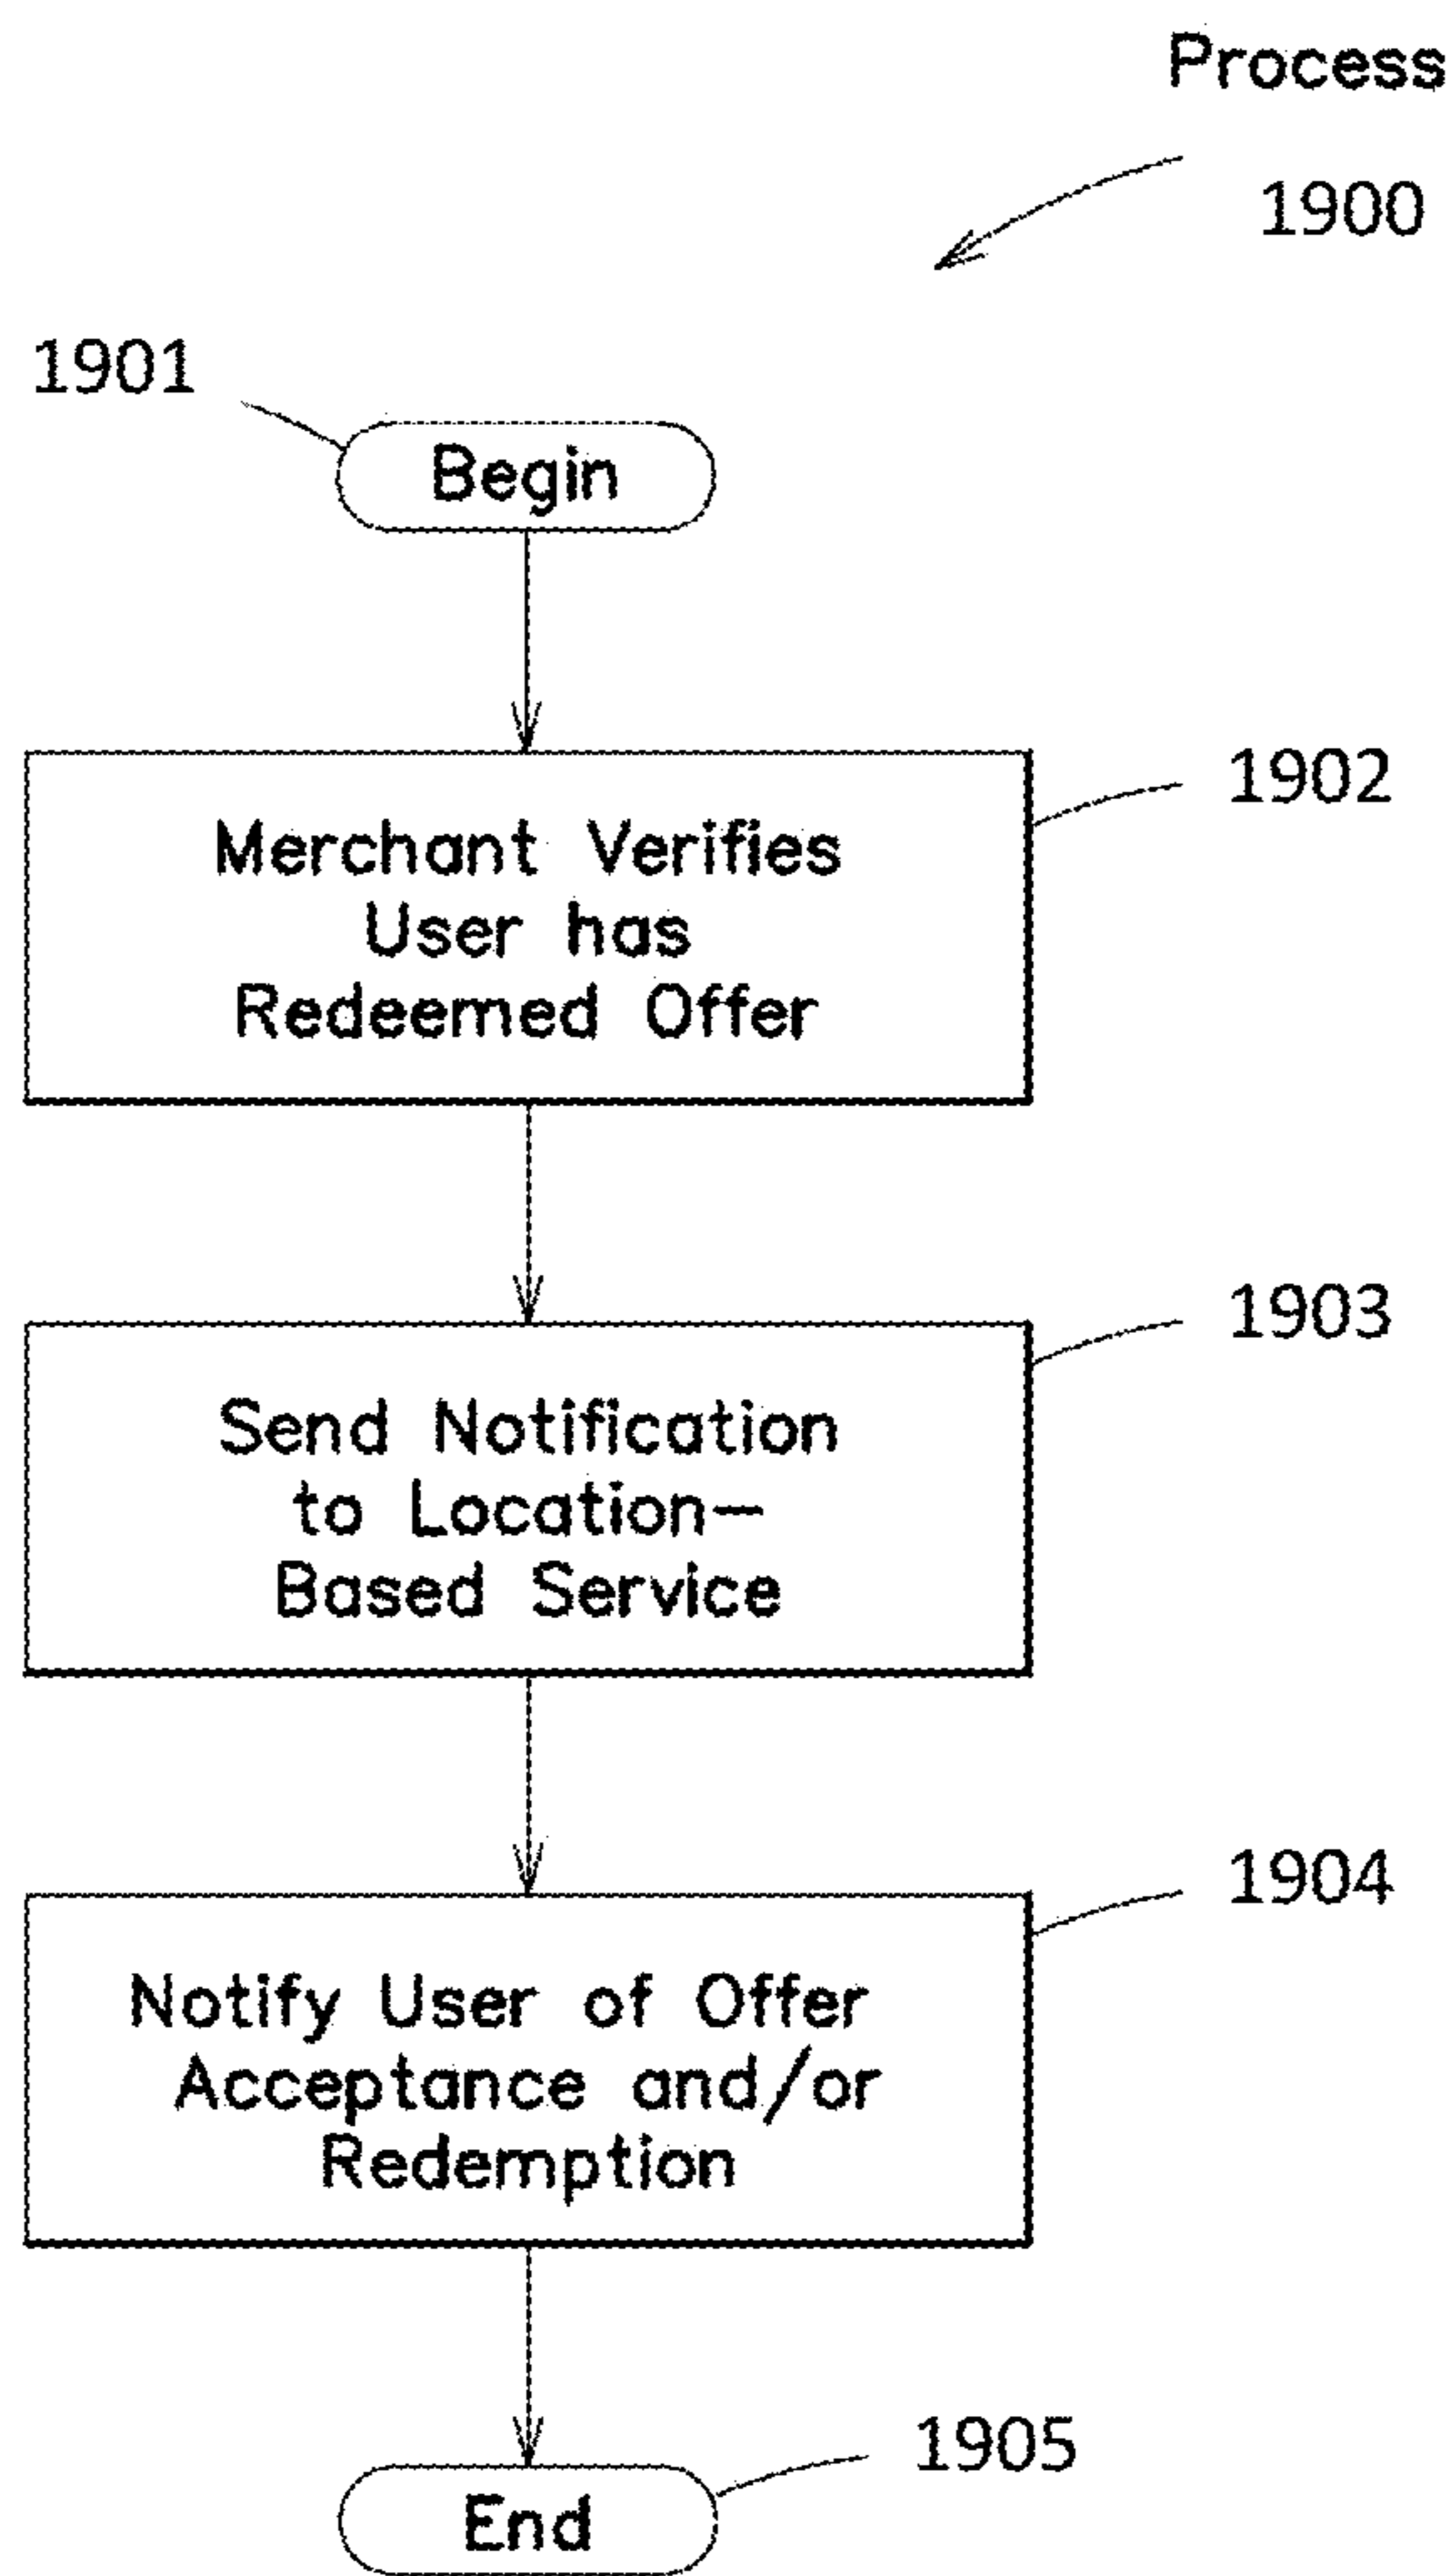 Process
1900
1901
Begin
1902
Merchant Verifies
User has
Redeemed Offer
1903
Send Notification
to Location-
Based Service
1904
Notify User of Offer
Acceptance and/or
Redemption
1905
End